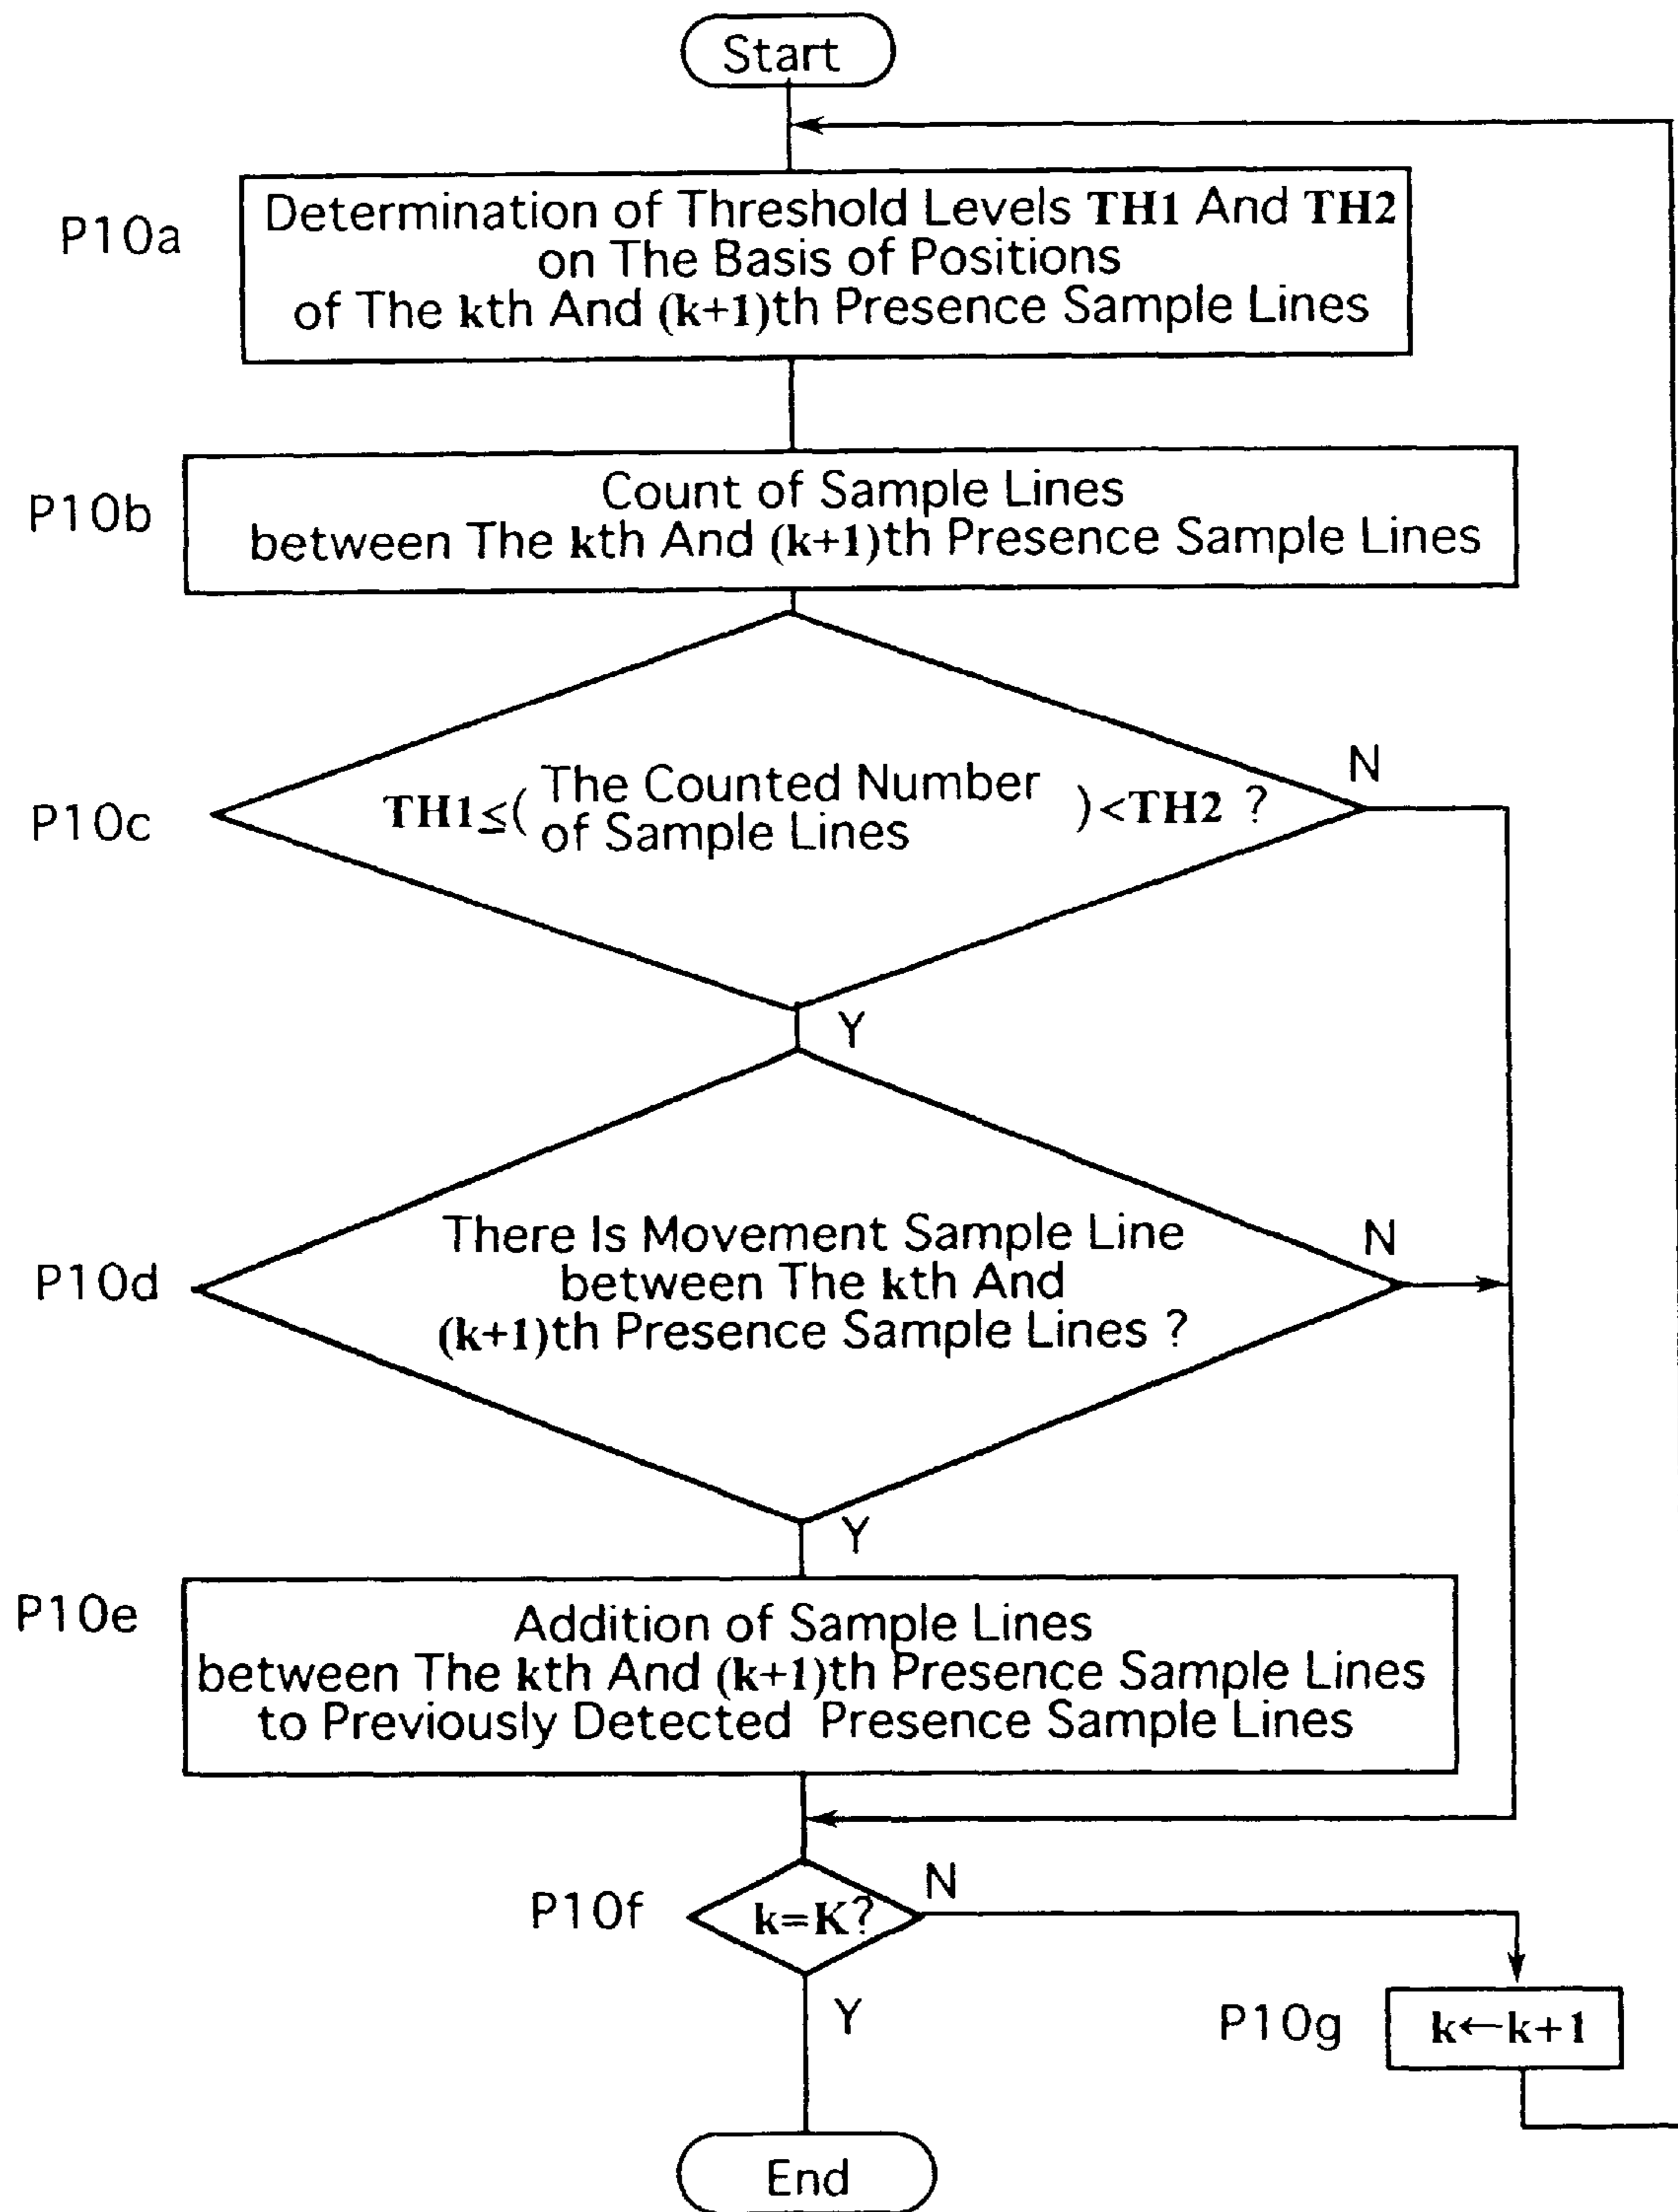 Start
P10a
Determination of Threshold Levels TH1 And TH2
on The Basis of Positions
of The kth And (k+1)th Presence Sample Lines
P10b
Count of Sample Lines
between The kth And (k+1)th Presence Sample Lines
P10c
TH1≤( The Counted Number of Sample Lines )<TH2 ?
N
Y
P10d
There Is Movement Sample Line
between The kth And
(k+1)th Presence Sample Lines ?
N
Y
P10e
Addition of Sample Lines
between The kth And (k+1)th Presence Sample Lines
to Previously Detected Presence Sample Lines
P10f
k=K?
N
Y
P10g
k←k+1
End